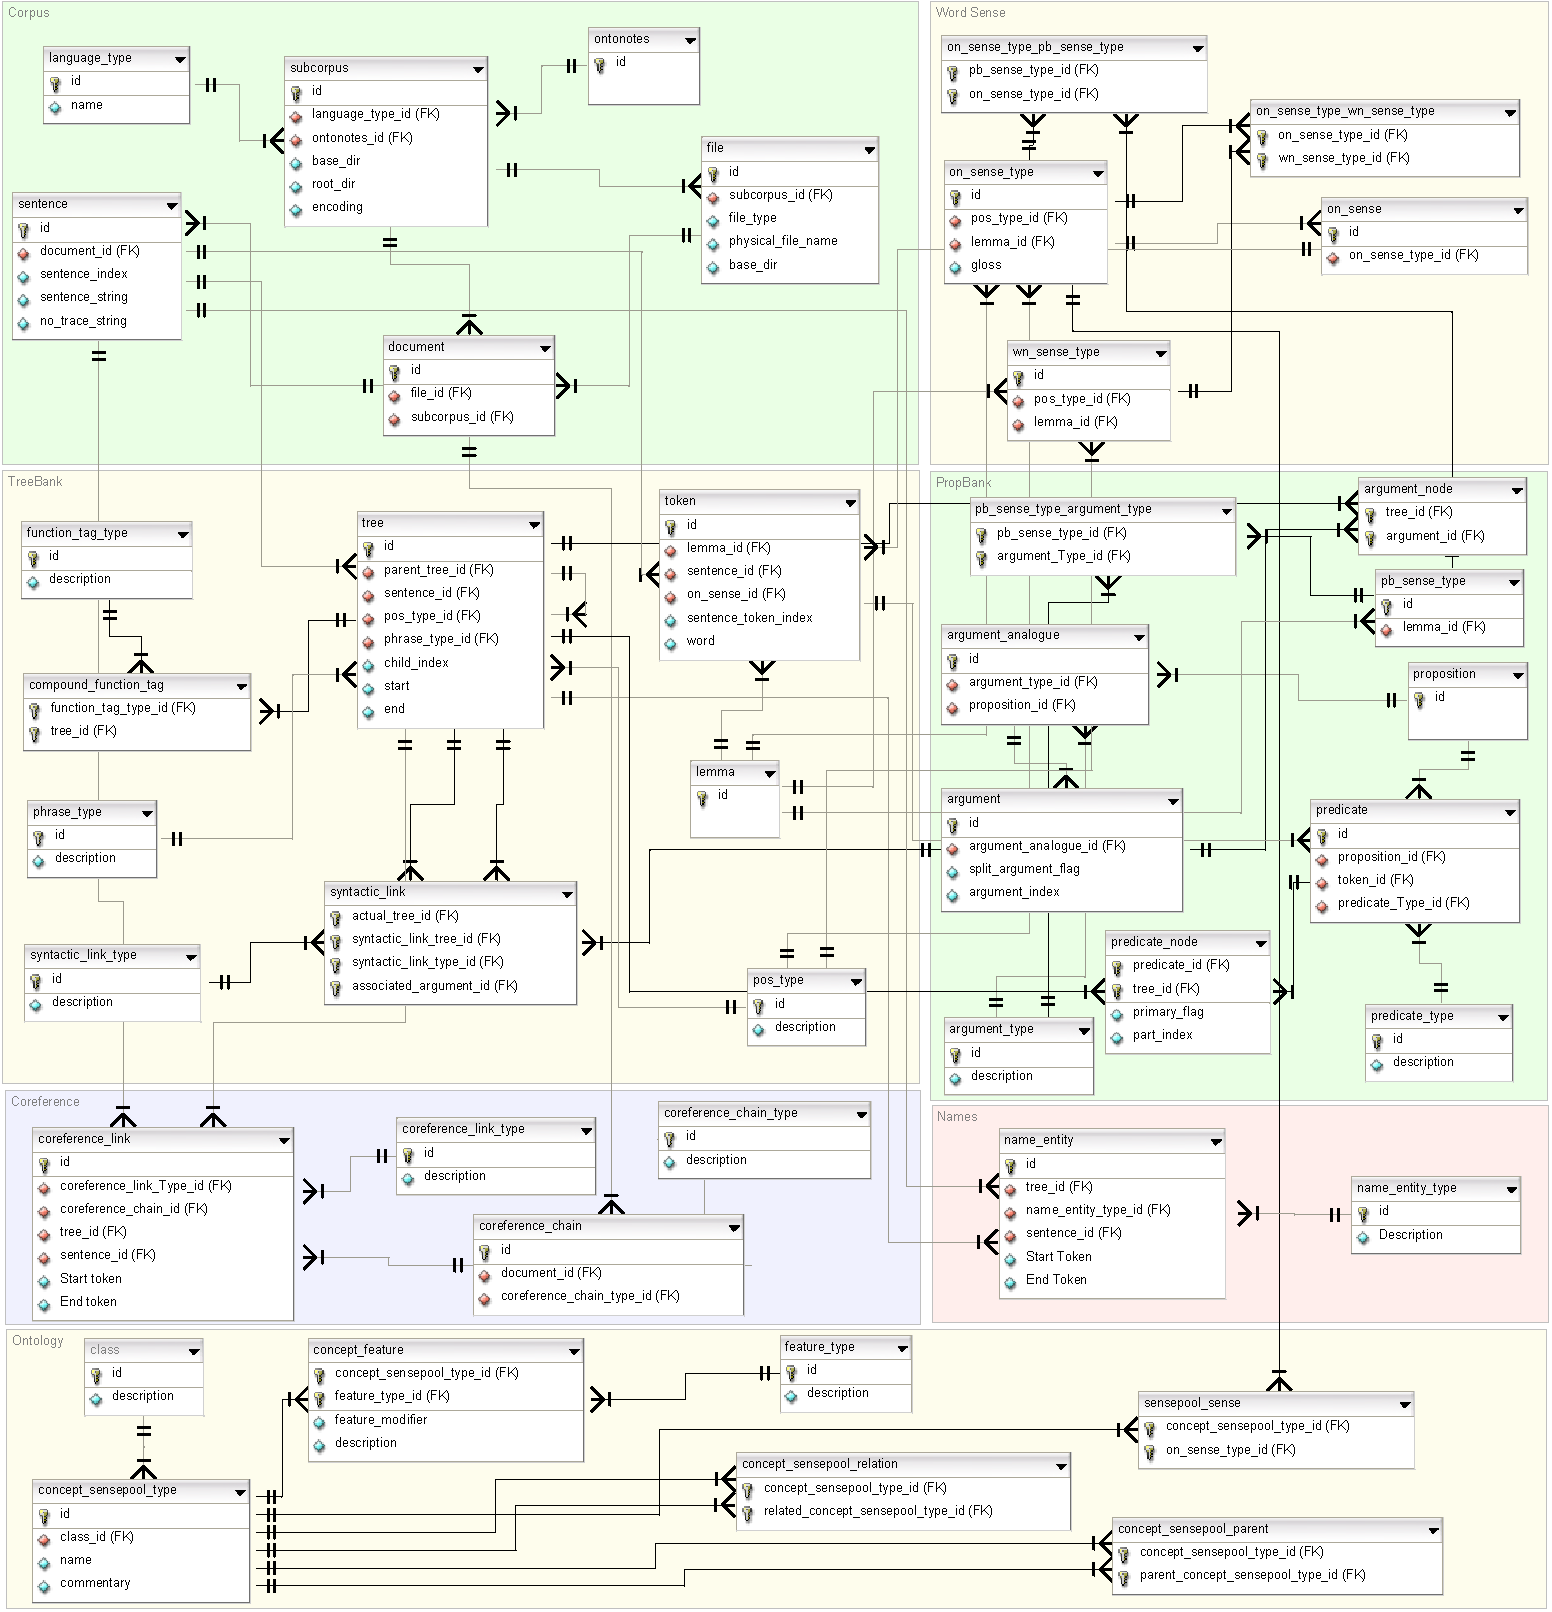 Corpus
language_type
id
name
subcorpus
id
language_type_id (FK)
ontonotes_id (FK)
base_dir
root_dir
encoding
ontonotes
id
file
id
subcorpus_id (FK)
file_type
physical_file_name
base_dir
sentence
id
document_id (FK)
sentence_index
sentence_string
no_trace_string
document
id
file_id (FK)
subcorpus_id (FK)
Word Sense
on_sense_type_pb_sense_type
pb_sense_type_id (FK)
on_sense_type_id (FK)
on_sense_type_wn_sense_type
on_sense_type_id (FK)
wn_sense_type_id (FK)
on_sense_type
id
pos_type_id (FK)
lemma_id (FK)
gloss
on_sense
id
on_sense_type_id (FK)
wn_sense_type
id
pos_type_id (FK)
lemma_id (FK)
TreeBank
function_tag_type
id
description
tree
id
parent_tree_id (FK)
sentence_id (FK)
pos_type_id (FK)
phrase_type_id (FK)
child_index
start
end
token
id
lemma_id (FK)
sentence_id (FK)
on_sense_id (FK)
sentence_token_index
word
compound_function_tag
function_tag_type_id (FK)
tree_id (FK)
lemma
id
phrase_type
id
description
syntactic_link
actual_tree_id (FK)
syntactic_link_tree_id (FK)
syntactic_link_type_id (FK)
associated_argument_id (FK)
syntactic_link_type
id
description
pos_type
id
description
PropBank
pb_sense_type_argument_type
pb_sense_type_id (FK)
argument_Type_id (FK)
argument_node
tree_id (FK)
argument_id (FK)
pb_sense_type
id
lemma_id (FK)
argument_analogue
id
argument_type_id (FK)
proposition_id (FK)
proposition
id
argument
id
argument_analogue_id (FK)
split_argument_flag
argument_index
predicate
id
proposition_id (FK)
token_id (FK)
predicate_Type_id (FK)
predicate_node
predicate_id (FK)
tree_id (FK)
primary_flag
part_index
argument_type
id
description
predicate_type
id
description
Coreference
coreference_link
id
coreference_link_Type_id (FK)
coreference_chain_id (FK)
tree_id (FK)
sentence_id (FK)
Start token
End token
coreference_link_type
id
description
coreference_chain_type
id
description
coreference_chain
id
document_id (FK)
coreference_chain_type_id (FK)
Names
name_entity
id
tree_id (FK)
name_entity_type_id (FK)
sentence_id (FK)
Start Token
End Token
name_entity_type
id
Description
Ontology
class
id
description
concept_feature
concept_sensepool_type_id (FK)
feature_type_id (FK)
feature_modifier
description
feature_type
id
description
sensepool_sense
concept_sensepool_type_id (FK)
on_sense_type_id (FK)
concept_sensepool_type
id
class_id (FK)
name
commentary
concept_sensepool_relation
concept_sensepool_type_id (FK)
related_concept_sensepool_type_id (FK)
concept_sensepool_parent
concept_sensepool_type_id (FK)
parent_concept_sensepool_type_id (FK)